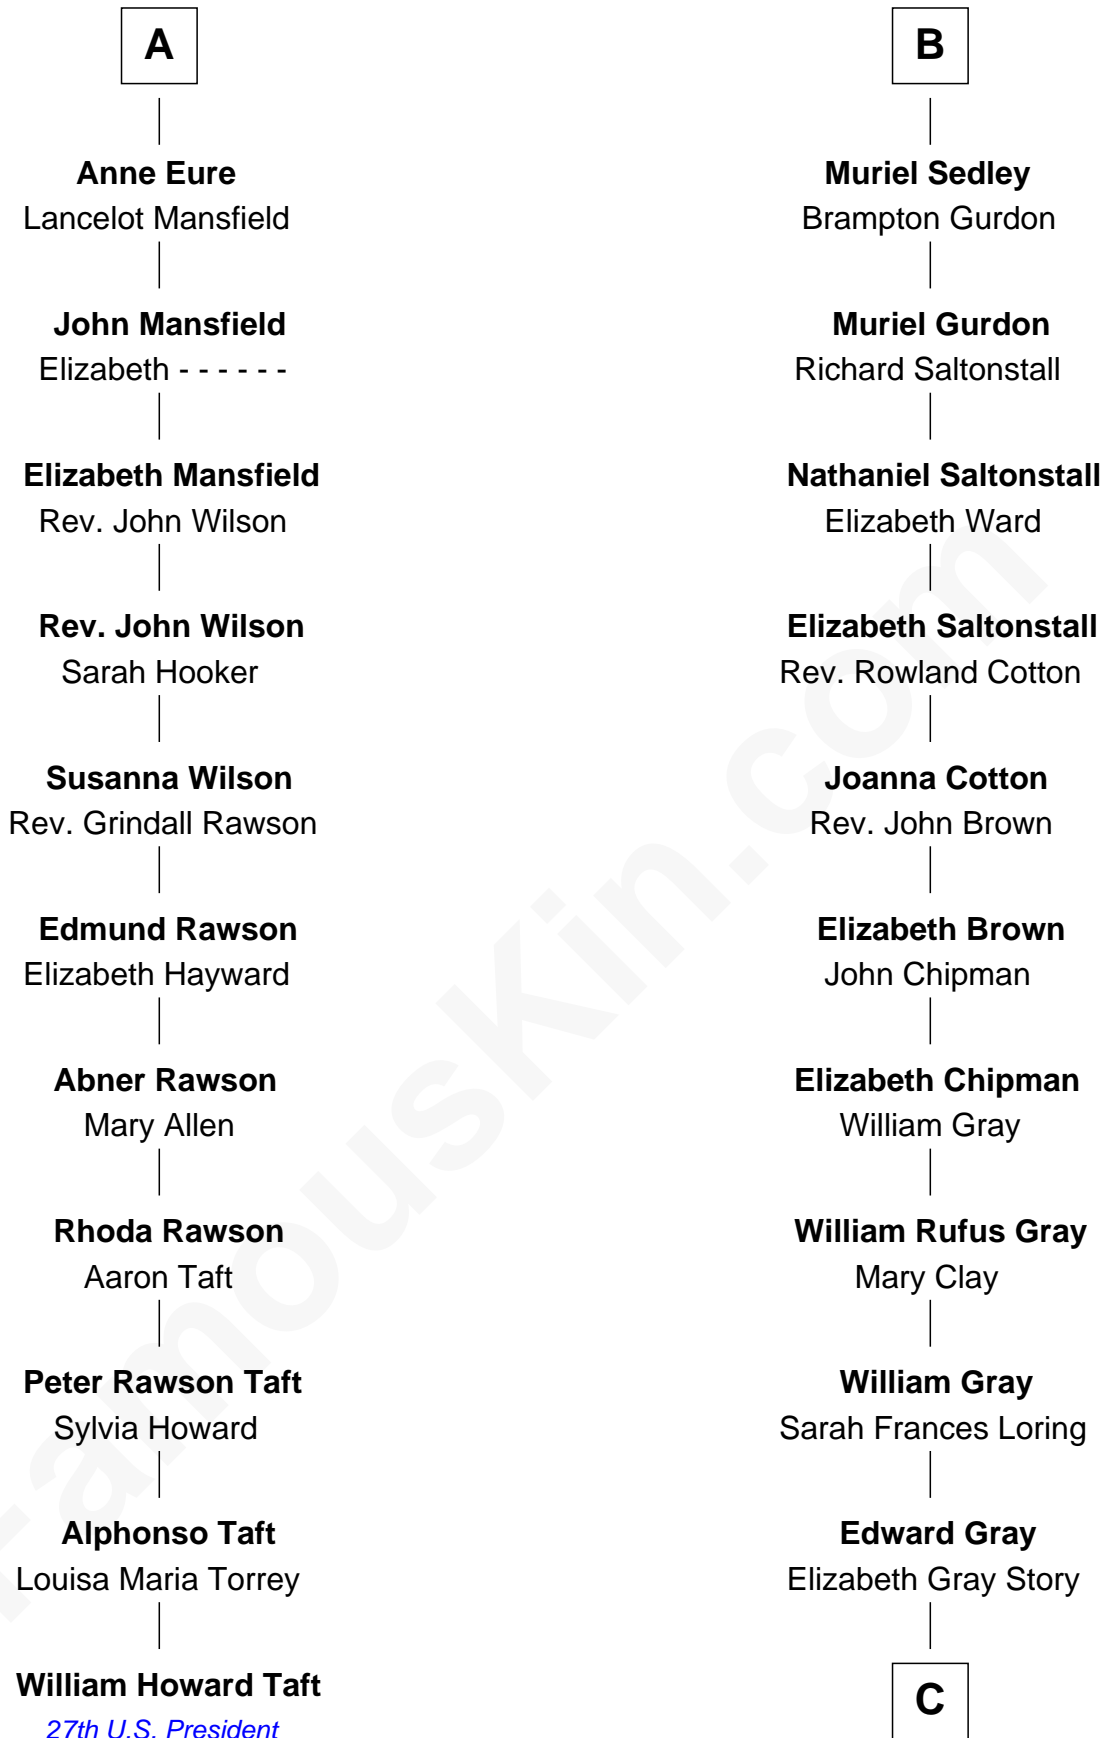 A
Anne Eure
Lancelot Mansfield
John Mansfield
Elizabeth - - - - - -
Elizabeth Mansfield
Rev. John Wilson
Rev. John Wilson
Sarah Hooker
Susanna Wilson
Rev. Grindall Rawson
Edmund Rawson
Elizabeth Hayward
Abner Rawson
Mary Allen
Rhoda Rawson
Aaron Taft
Peter Rawson Taft
Sylvia Howard
Alphonso Taft
Louisa Maria Torrey
William Howard Taft
27th U.S. President
B
Muriel Sedley
Brampton Gurdon
Muriel Gurdon
Richard Saltonstall
Nathaniel Saltonstall
Elizabeth Ward
Elizabeth Saltonstall
Rev. Rowland Cotton
Joanna Cotton
Rev. John Brown
Elizabeth Brown
John Chipman
Elizabeth Chipman
William Gray
William Rufus Gray
Mary Clay
William Gray
Sarah Frances Loring
Edward Gray
Elizabeth Gray Story
C
FamousKin.com